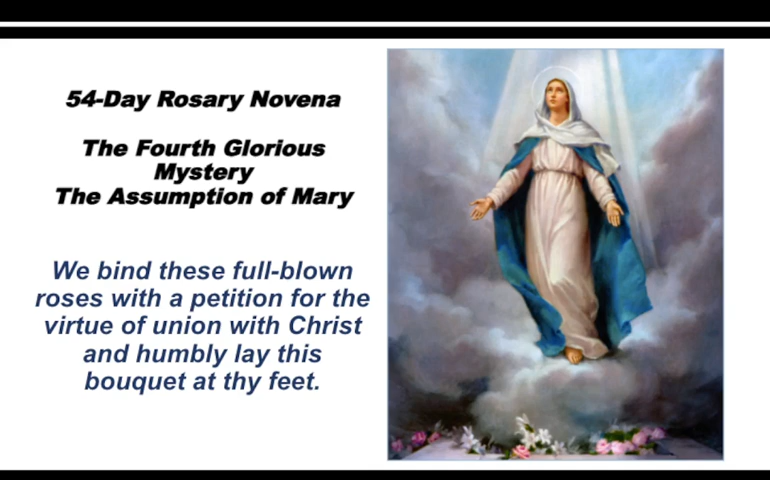 54-Day Rosary Novena
The Fourth Glorious
Mystery
The Assumption of Mary
We bind these full-blown
roses with a petition for the
virtue of union with Christ
and humbly lay this
bouquet at thy feet.